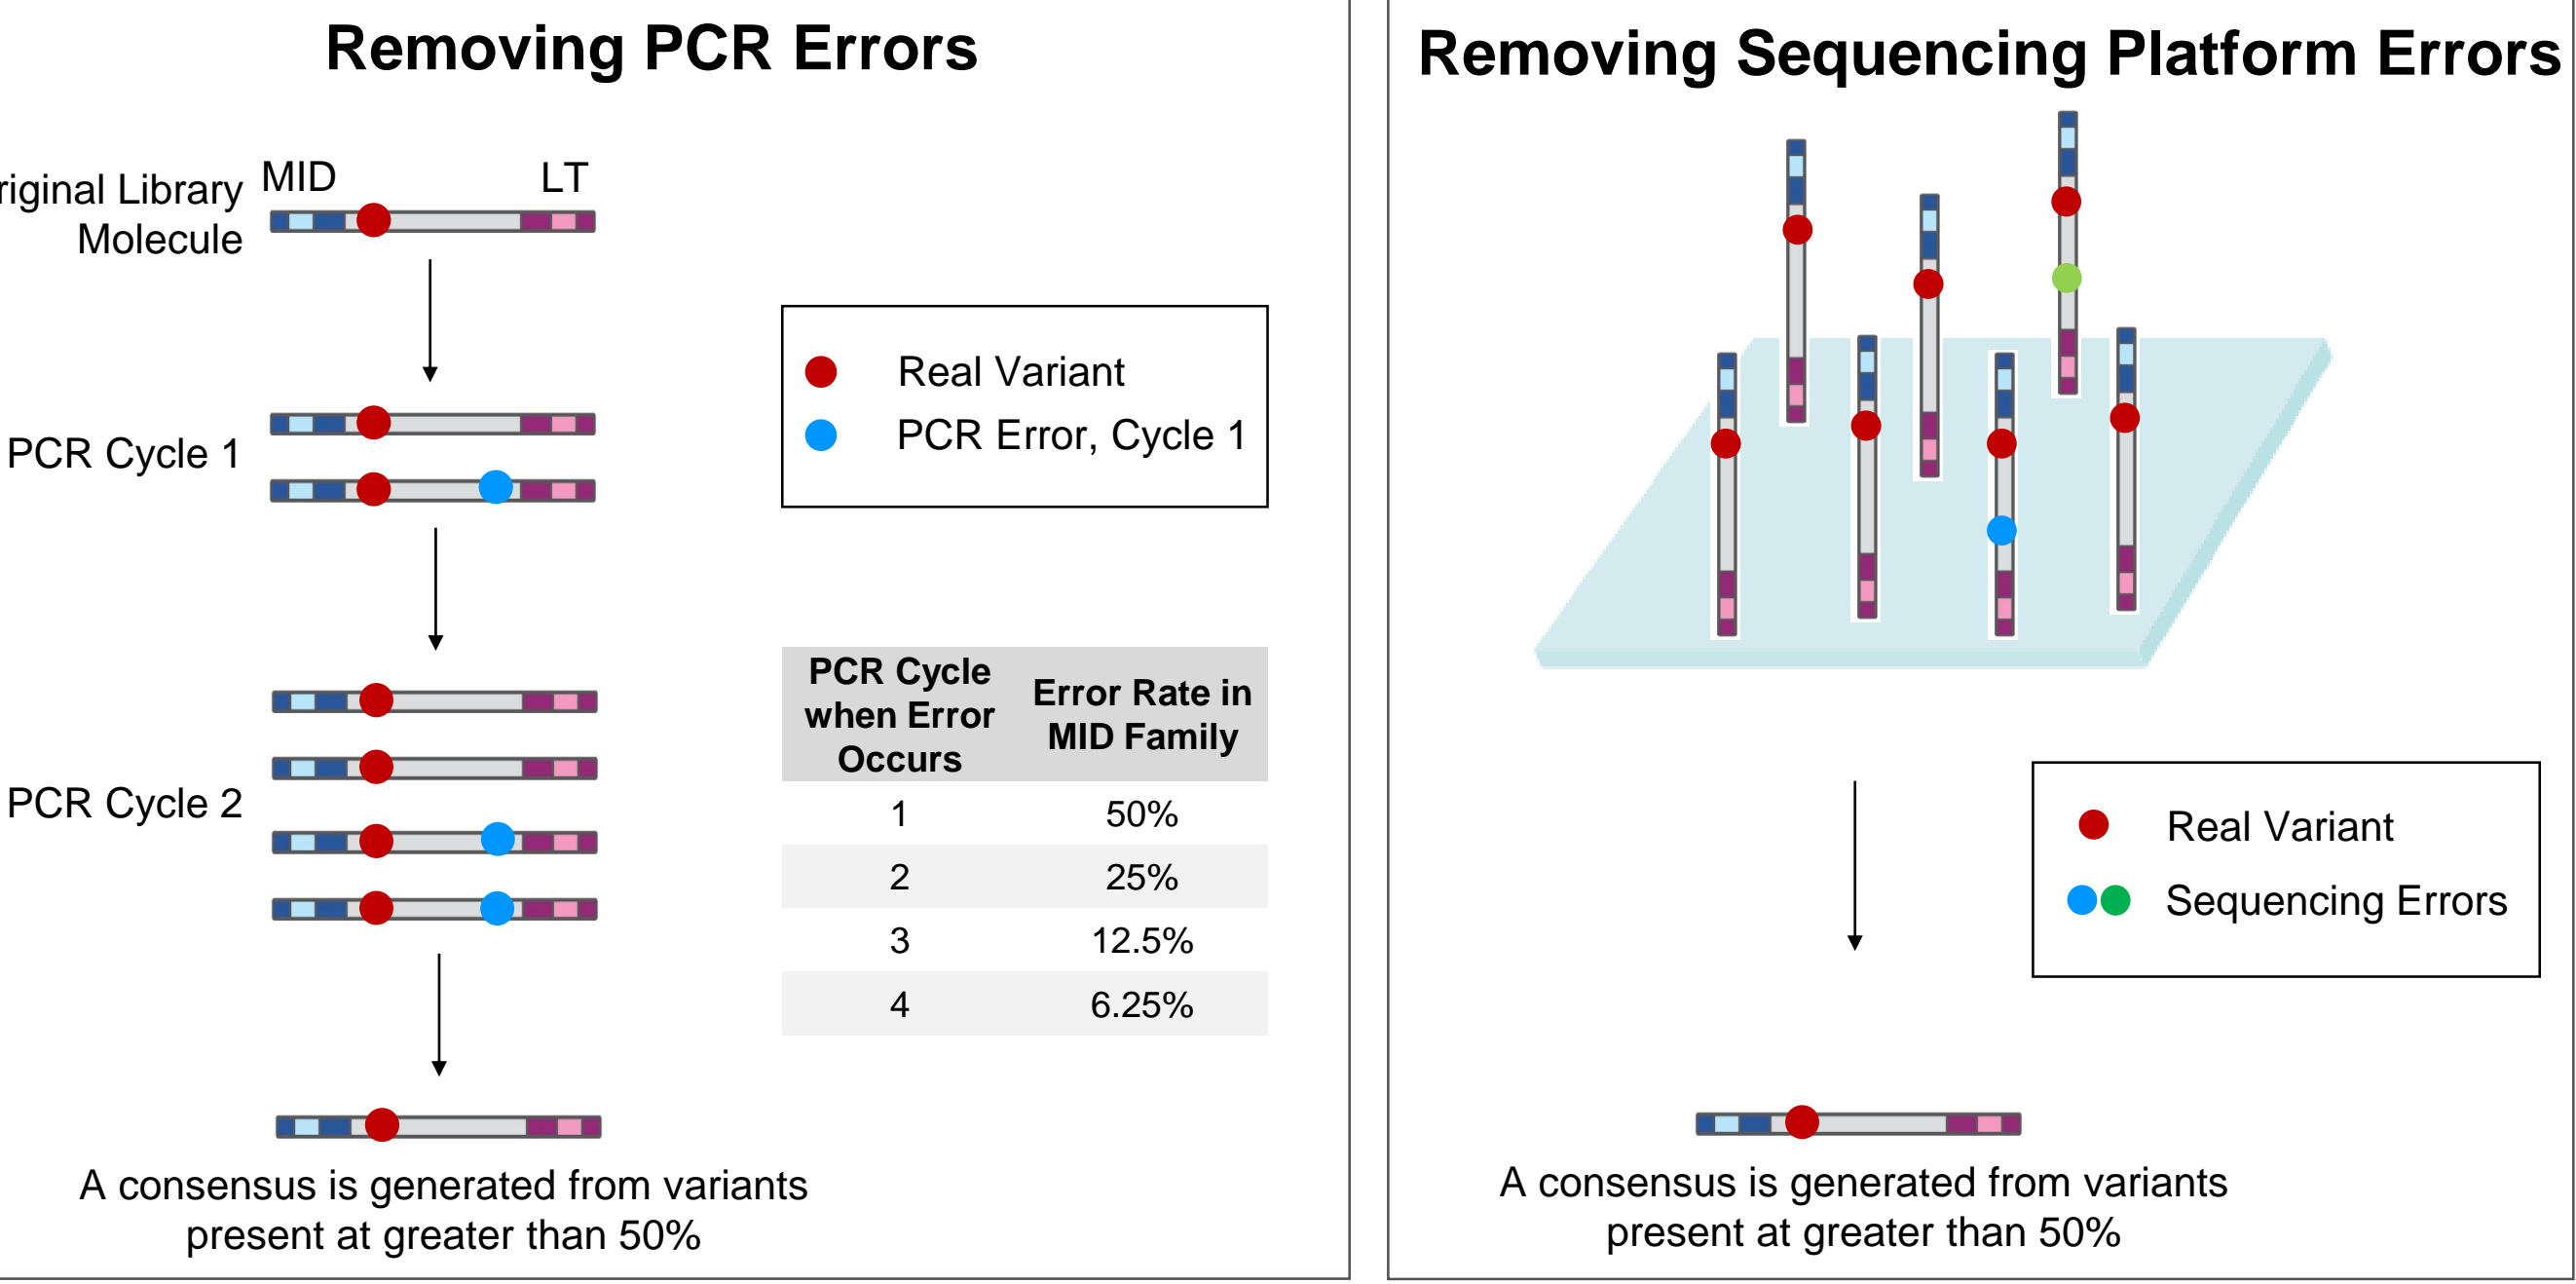 Removing PCR Errors
MID
LT
riginal Library
Molecule
PCR Cycle 1
Real Variant
PCR Error, Cycle 1
PCR Cycle 2
PCR Cycle
when Error
Occurs
Error Rate in
MID Family
1 50%
2 25%
3 12.5%
4 6.25%
A consensus is generated from variants
present at greater than 50%
Removing Sequencing Platform Errors
Real Variant
Sequencing Errors
A consensus is generated from variants
present at greater than 50%